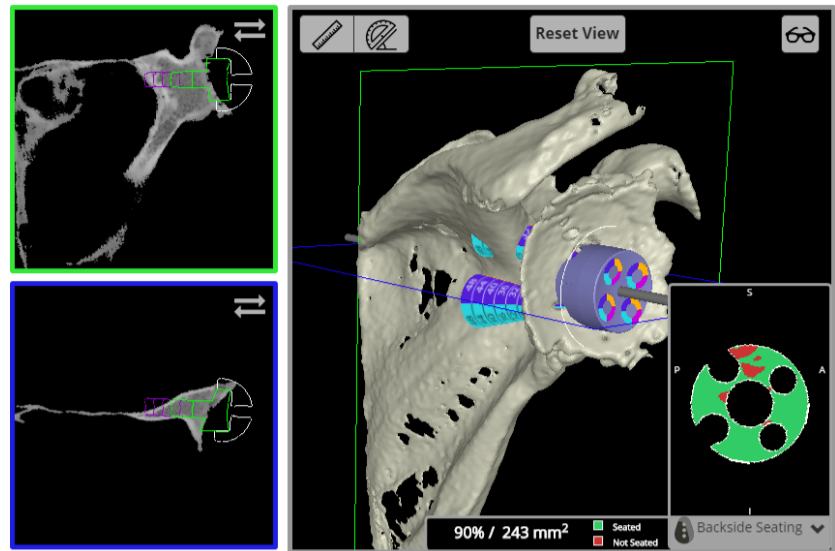 Reset View
S
P
A
I
90% / 243 mm²
Seated
Not Seated
Backside Seating